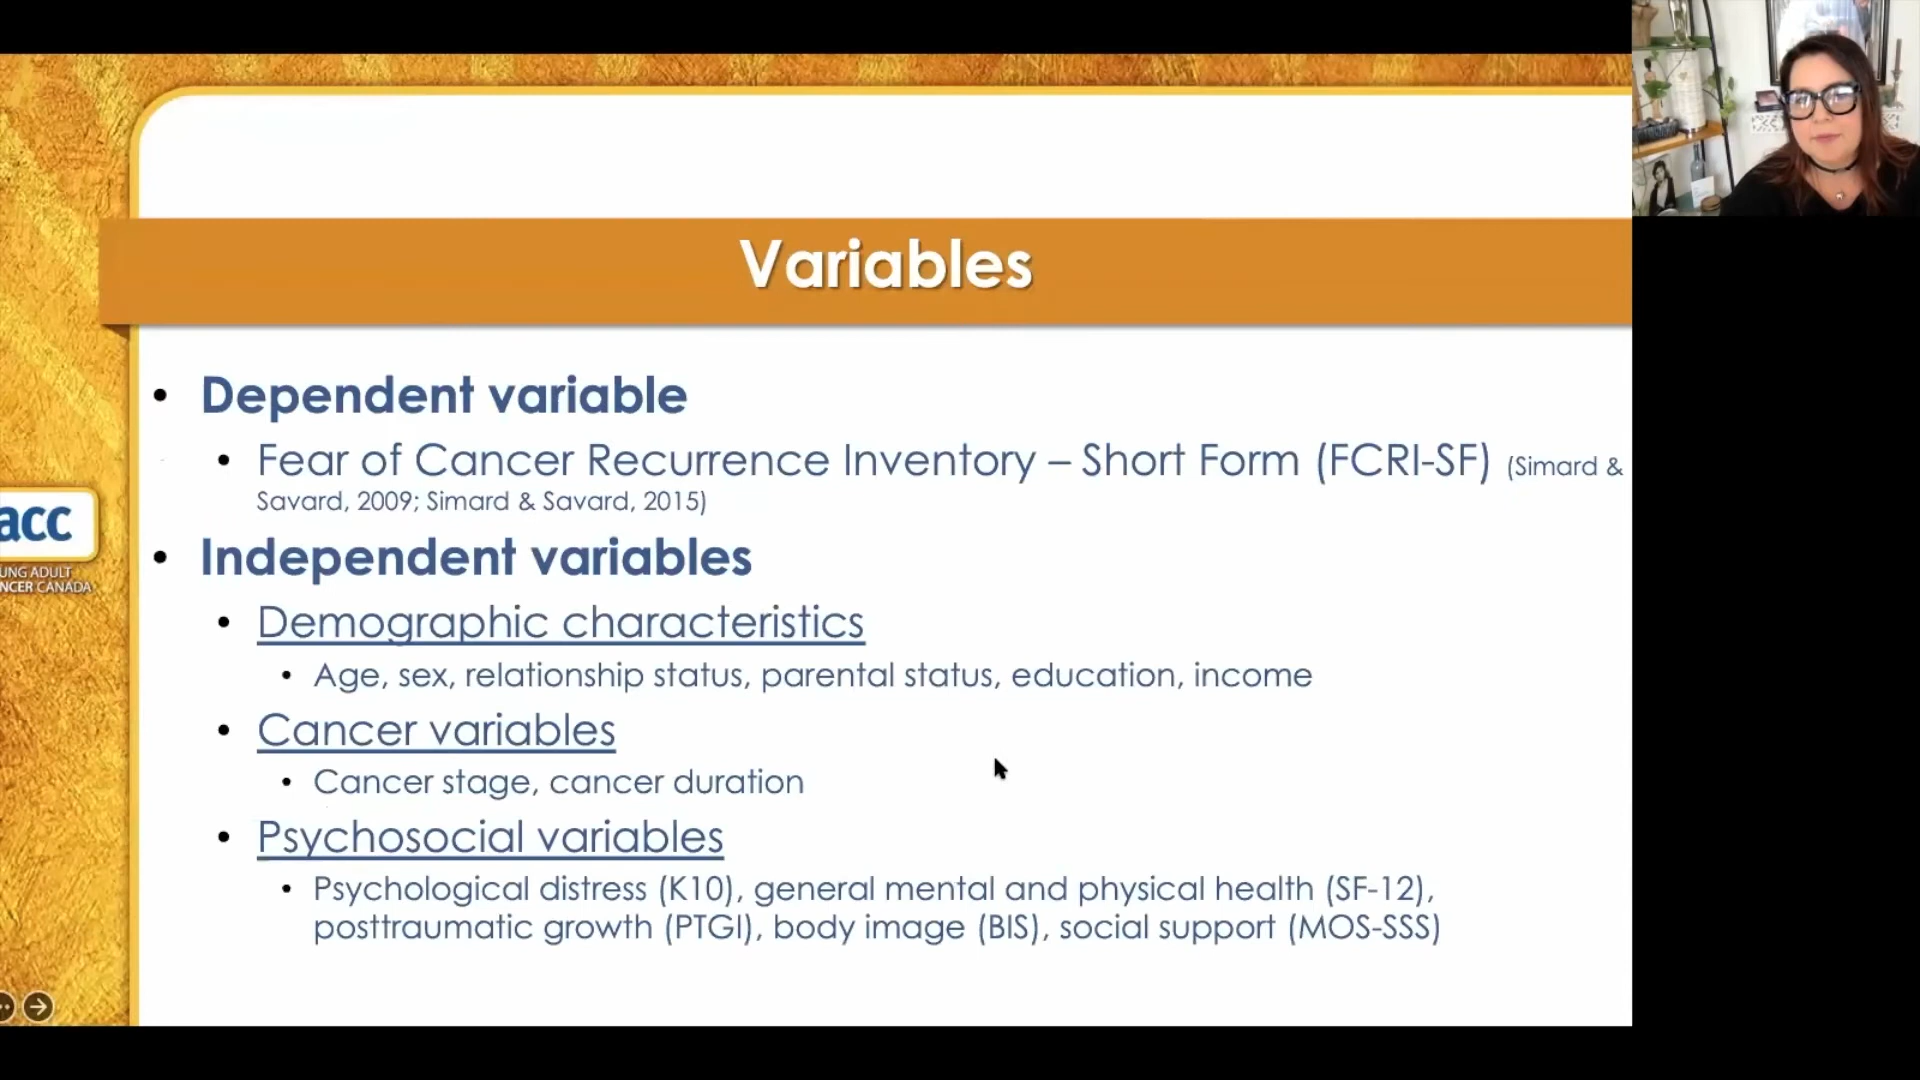 Variables
• Dependent variable
• Fear of Cancer Recurrence Inventory – Short Form (FCRI-SF) (Simard &
Savard, 2009; Simard & Savard, 2015)
• Independent variables
• Demographic characteristics
• Age, sex, relationship status, parental status, education, income
• Cancer variables
• Cancer stage, cancer duration
• Psychosocial variables
• Psychological distress (K10), general mental and physical health (SF-12),
posttraumatic growth (PTGI), body image (BIS), social support (MOS-SSS)
acc
UNG ADULT
NCER CANADA